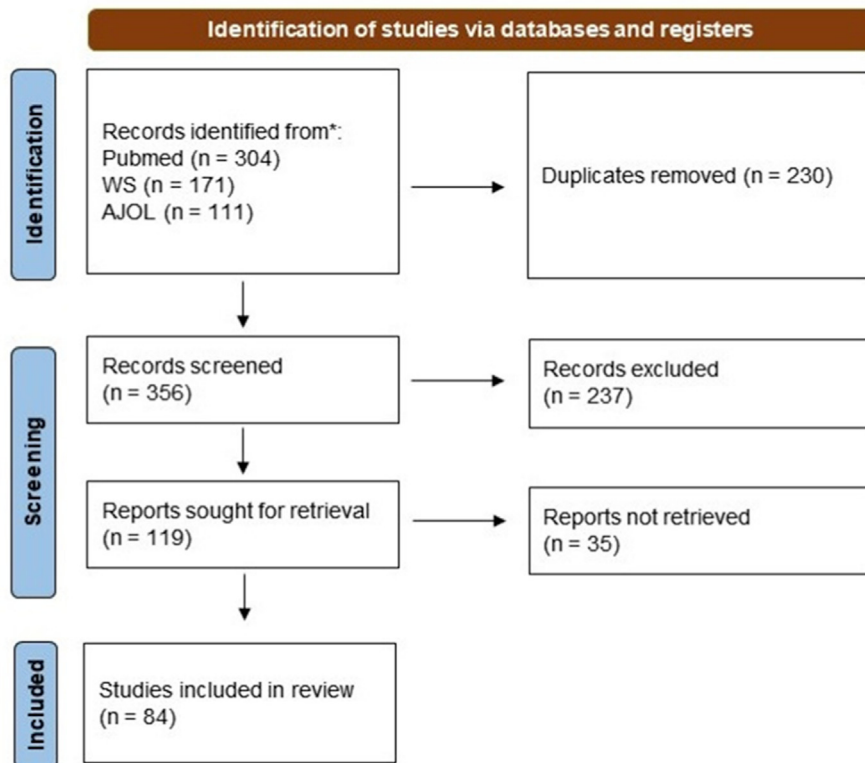 Identification of studies via databases and registers
Identification
Records identified from*:
Pubmed (n = 304)
WS (n = 171)
AJOL (n = 111)
Duplicates removed (n = 230)
Screening
Records screened
(n = 356)
Records excluded
(n = 237)
Reports sought for retrieval
(n = 119)
Reports not retrieved
(n = 35)
Included
Studies included in review
(n = 84)